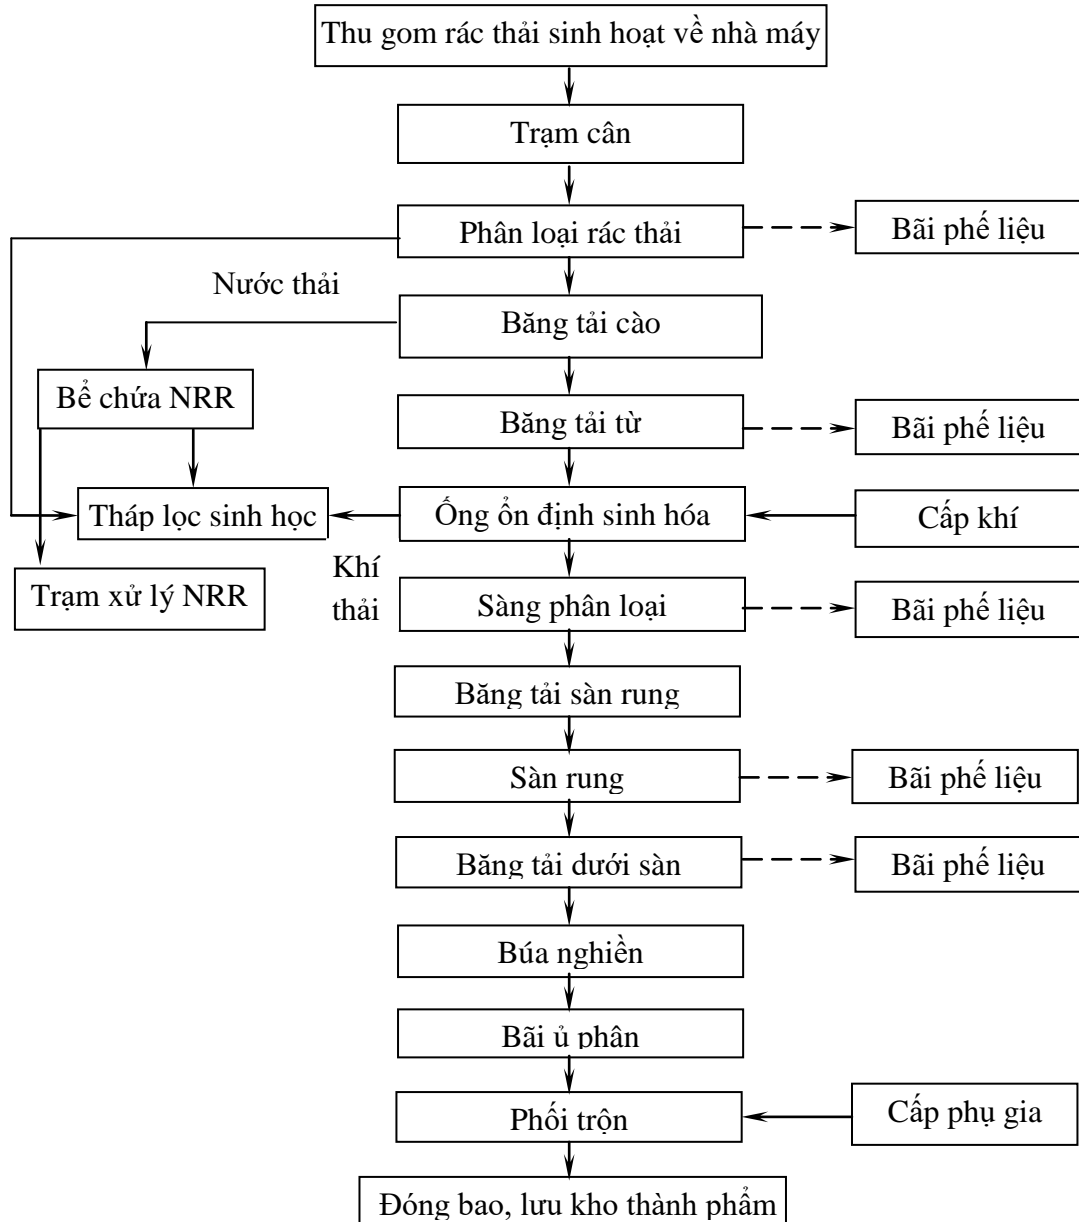 Thu gom rác thải sinh hoạt về nhà máy
Trạm cân
Phân loại rác thải
Bãi phế liệu
Nước thải
Băng tải cào
Bể chứa NRR
Băng tải từ
Bãi phế liệu
Tháp lọc sinh học
Ống ổn định sinh hóa
Cấp khí
Khí
thải
Trạm xử lý NRR
Sàng phân loại
Bãi phế liệu
Băng tải sàn rung
Sàn rung
Bãi phế liệu
Băng tải dưới sàn
Bãi phế liệu
Búa nghiền
Bãi ủ phân
Phối trộn
Cấp phụ gia
Đóng bao, lưu kho thành phẩm